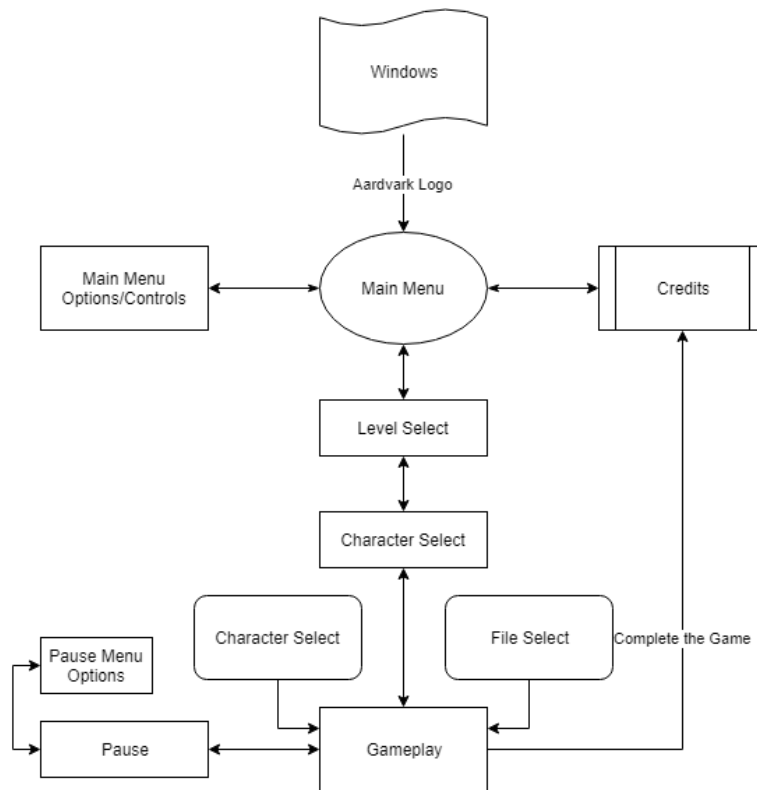 Windows
Aardvark Logo
Main Menu
Options/Controls
Main Menu
Credits
Level Select
Character Select
Character Select
File Select
Complete the Game
Pause Menu
Options
Pause
Gameplay